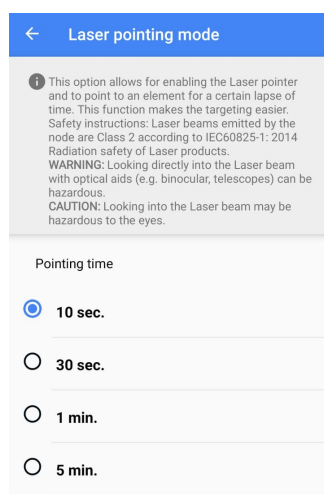 Laser pointing mode
This option allows for enabling the Laser pointer
and to point to an element for a certain lapse of
time. This function makes the targeting easier.
Safety instructions: Laser beams emitted by the
node are Class 2 according to IEC60825-1: 2014
Radiation safety of Laser products.
WARNING: Looking directly into the Laser beam
with optical aids (e.g. binocular, telescopes) can be
hazardous.
CAUTION: Looking into the Laser beam may be
hazardous to the eyes.
Pointing time
10 sec.
30 sec.
1 min.
5 min.